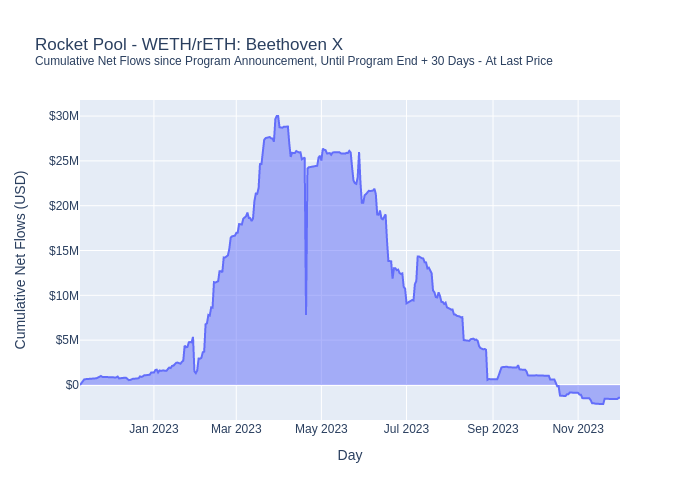 Rocket Pool - WETH/rETH: Beethoven X
Cumulative Net Flows since Program Announcement, Until Program End + 30 Days - At Last Price
Cumulative Net Flows (USD)
$30M
$25M
$20M
$15M
$10M
$5M
$0
Jan 2023 Mar 2023 May 2023 Jul 2023 Sep 2023 Nov 2023
Day